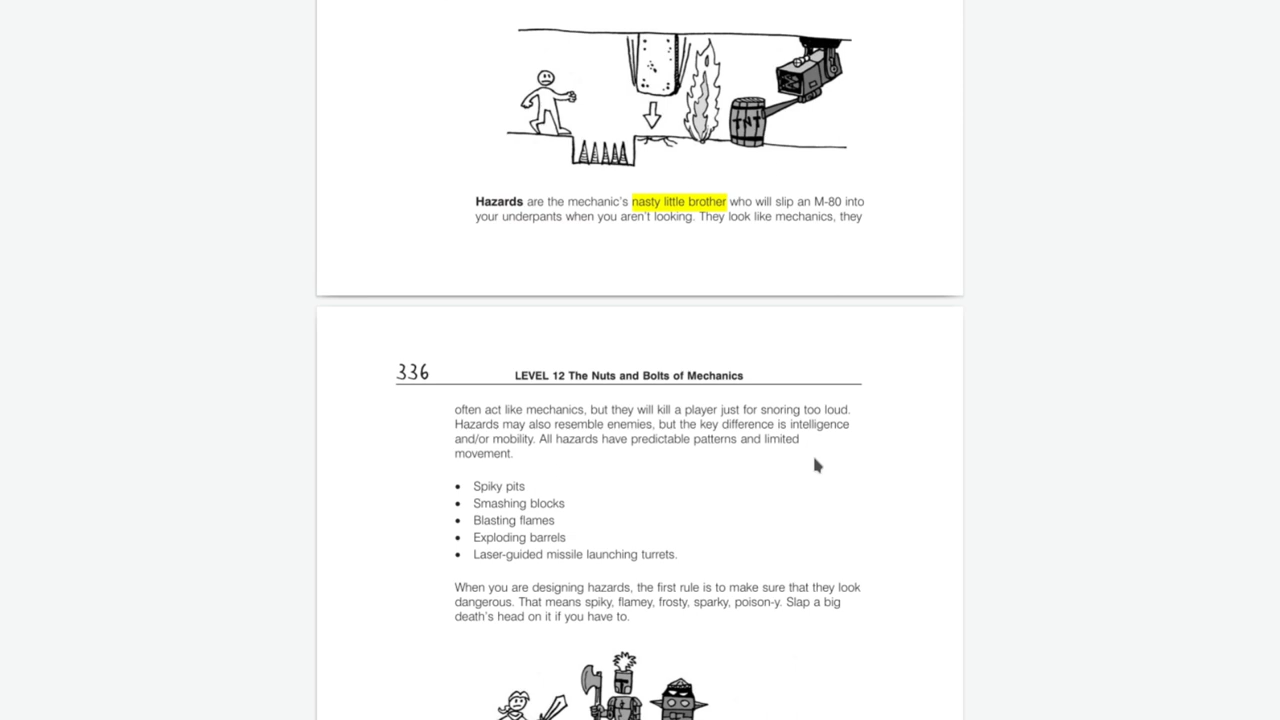 TNT
Hazards are the mechanic's nasty little brother who will slip an M-80 into
your underpants when you aren't looking. They look like mechanics, they
336 LEVEL 12 The Nuts and Bolts of Mechanics
often act like mechanics, but they will kill a player just for snoring too loud.
Hazards may also resemble enemies, but the key difference is intelligence
and/or mobility. All hazards have predictable patterns and limited
movement.
• Spiky pits
• Smashing blocks
• Blasting flames
• Exploding barrels
• Laser-guided missile launching turrets.
When you are designing hazards, the first rule is to make sure that they look
dangerous. That means spiky, flamey, frosty, sparky, poison-y. Slap a big
death's head on it if you have to.